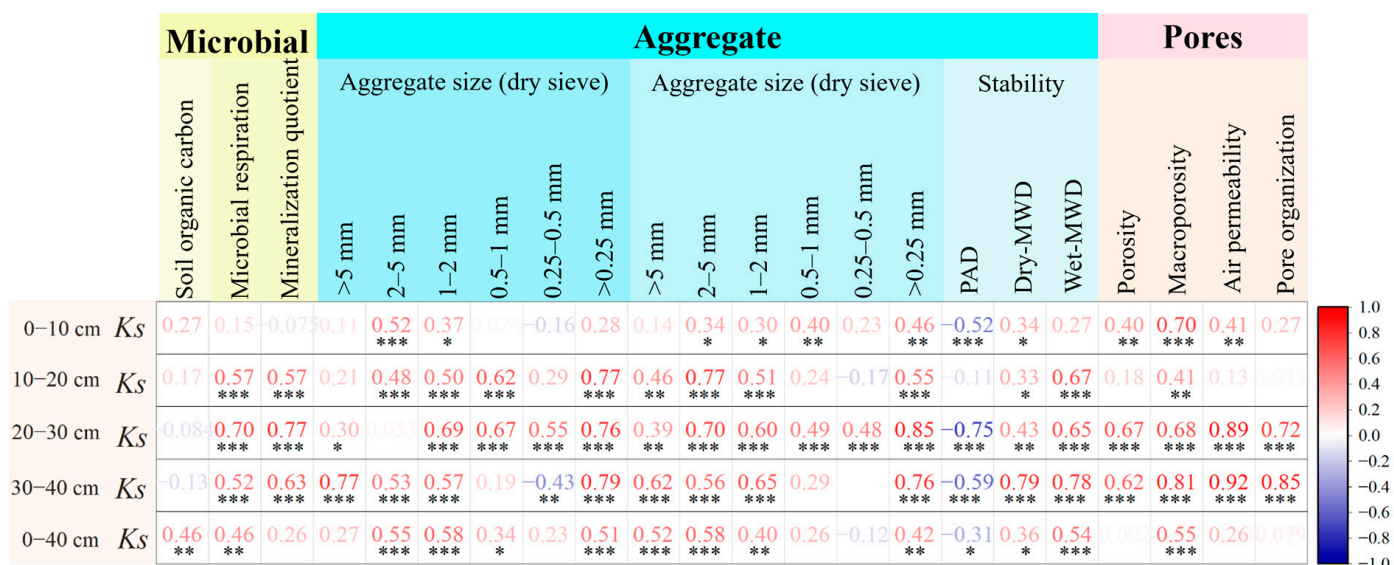 Microbial Aggregate Pores
Aggregate size (dry sieve) Aggregate size (dry sieve) Stability
Soil organic carbon
Microbial respiration
Mineralization quotient
>5 mm
2–5 mm
1–2 mm
0.5–1 mm
0.25–0.5 mm
>0.25 mm
>5 mm
2–5 mm
1–2 mm
0.5–1 mm
0.25–0.5 mm
>0.25 mm
PAD
Dry-MWD
Wet-MWD
Porosity
Macroporosity
Air permeability
Pore organization
0–10 cm Ks 0.27 0.15 −0.075 0.11 0.52 0.37 0.024 −0.16 0.28 0.14 0.34 0.30 0.40 0.23 0.46 −0.52 0.34 0.27 0.40 0.70 0.41 0.27
*** * * * ** ** *** * ** *** **
10–20 cm Ks 0.17 0.57 0.57 0.21 0.48 0.50 0.62 0.29 0.77 0.46 0.77 0.51 0.24 −0.17 0.55 −0.11 0.33 0.67 0.18 0.41 0.13 0.033
*** *** *** *** *** *** ** *** *** *** * *** **
20–30 cm Ks −0.084 0.70 0.77 0.30 0.053 0.69 0.67 0.55 0.76 0.39 0.70 0.60 0.49 0.48 0.85 −0.75 0.43 0.65 0.67 0.68 0.89 0.72
*** *** * *** *** *** *** ** *** *** *** *** *** *** ** *** *** *** *** ***
30–40 cm Ks −0.13 0.52 0.63 0.77 0.53 0.57 0.19 −0.43 0.79 0.62 0.56 0.65 0.29 0.76 −0.59 0.79 0.78 0.62 0.81 0.92 0.85
*** *** *** *** *** ** *** *** *** *** *** *** *** *** *** *** *** ***
0–40 cm Ks 0.46 0.46 0.26 0.27 0.55 0.58 0.34 0.23 0.51 0.52 0.58 0.40 0.26 −0.12 0.42 −0.31 0.36 0.54 0.002 0.55 0.26 0.079
** ** *** *** * *** *** *** ** ** * * *** ***
1.0
0.8
0.6
0.4
0.2
0.0
−0.2
−0.4
−0.6
−0.8
−1.0